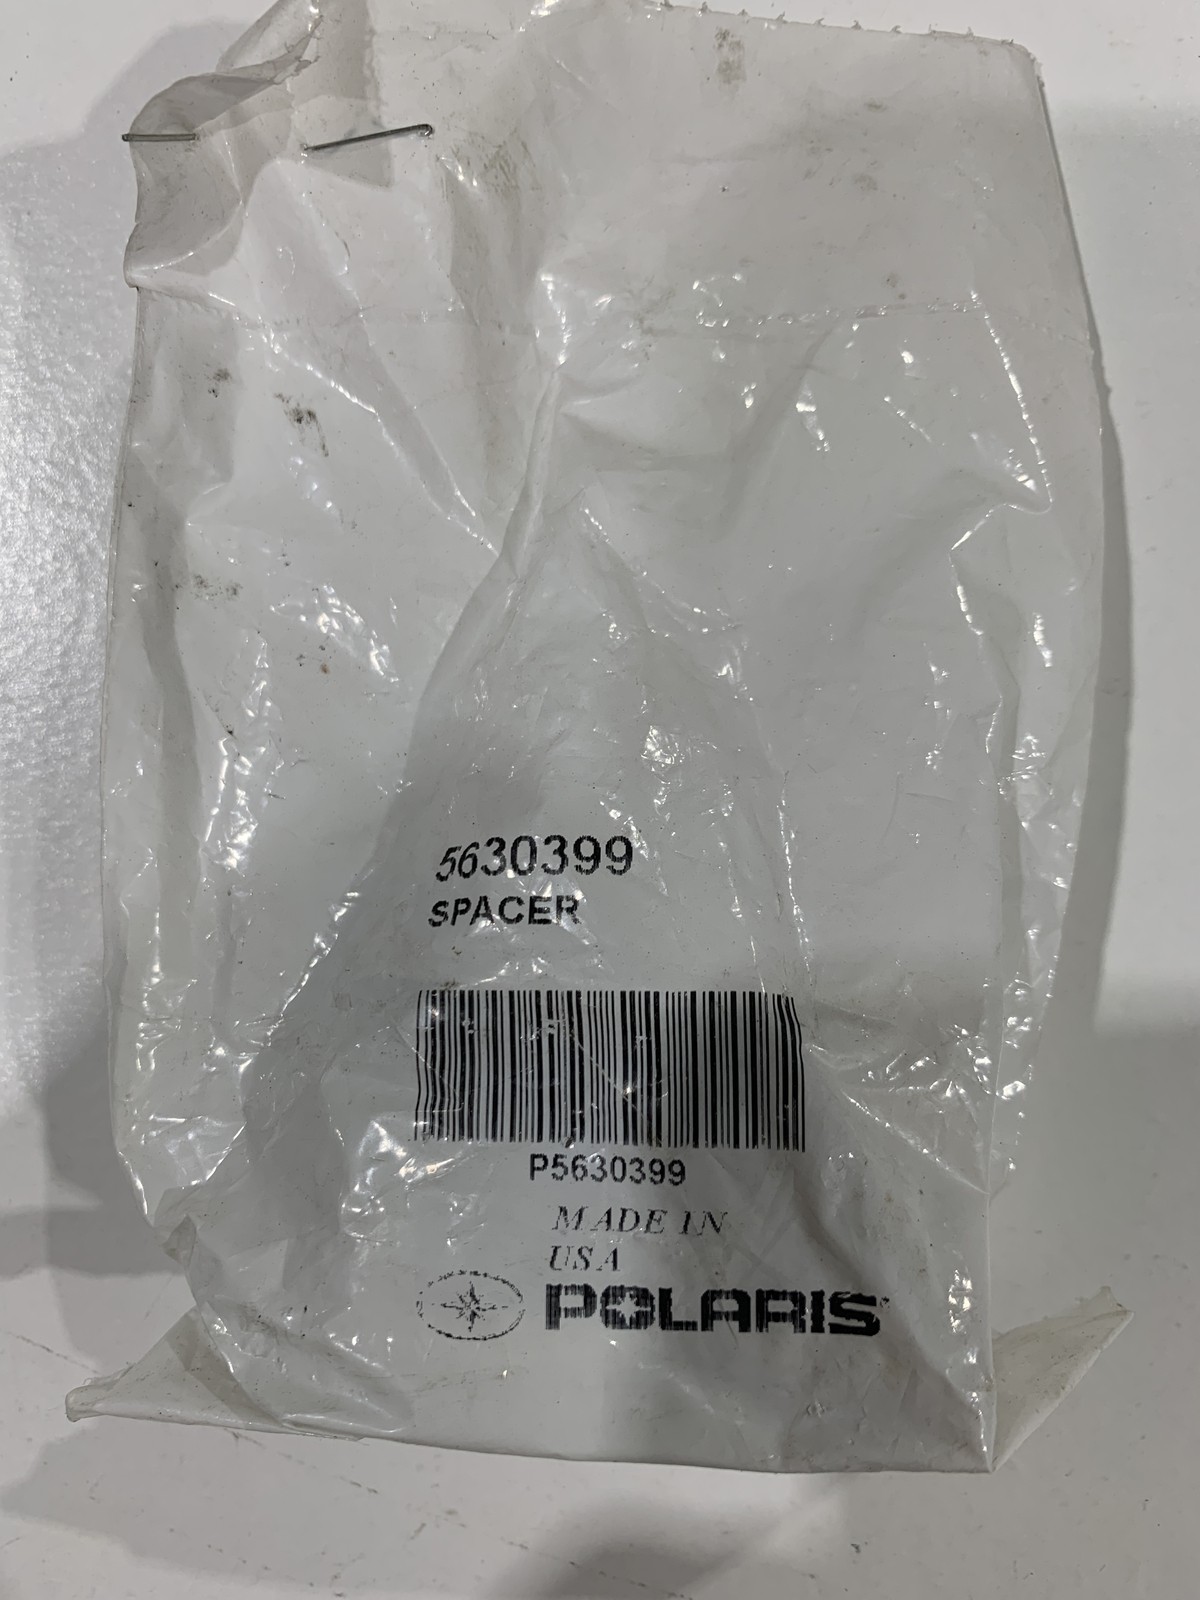 5630399
SPACER
P5630399
MADE IN
USA
POLARIS